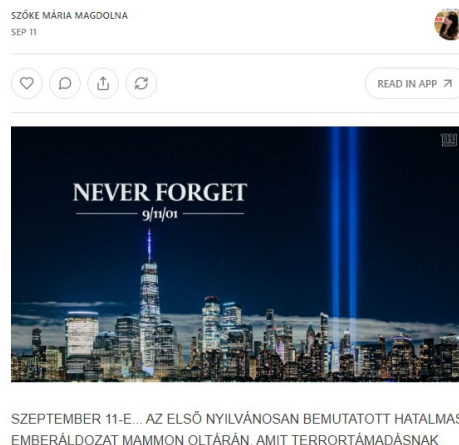 SZŐKE MÁRIA MAGDOLNA
SEP 11
READ IN APP
NEVER FORGET
9/11/01
SZEPTEMBER 11-E... AZ ELSŐ NYILVÁNOSAN BEMUTATOTT HATALMAS
EMBERÁLDOZAT MAMMON OLTÁRÁN, AMIT TERRORTÁMADÁSNAK